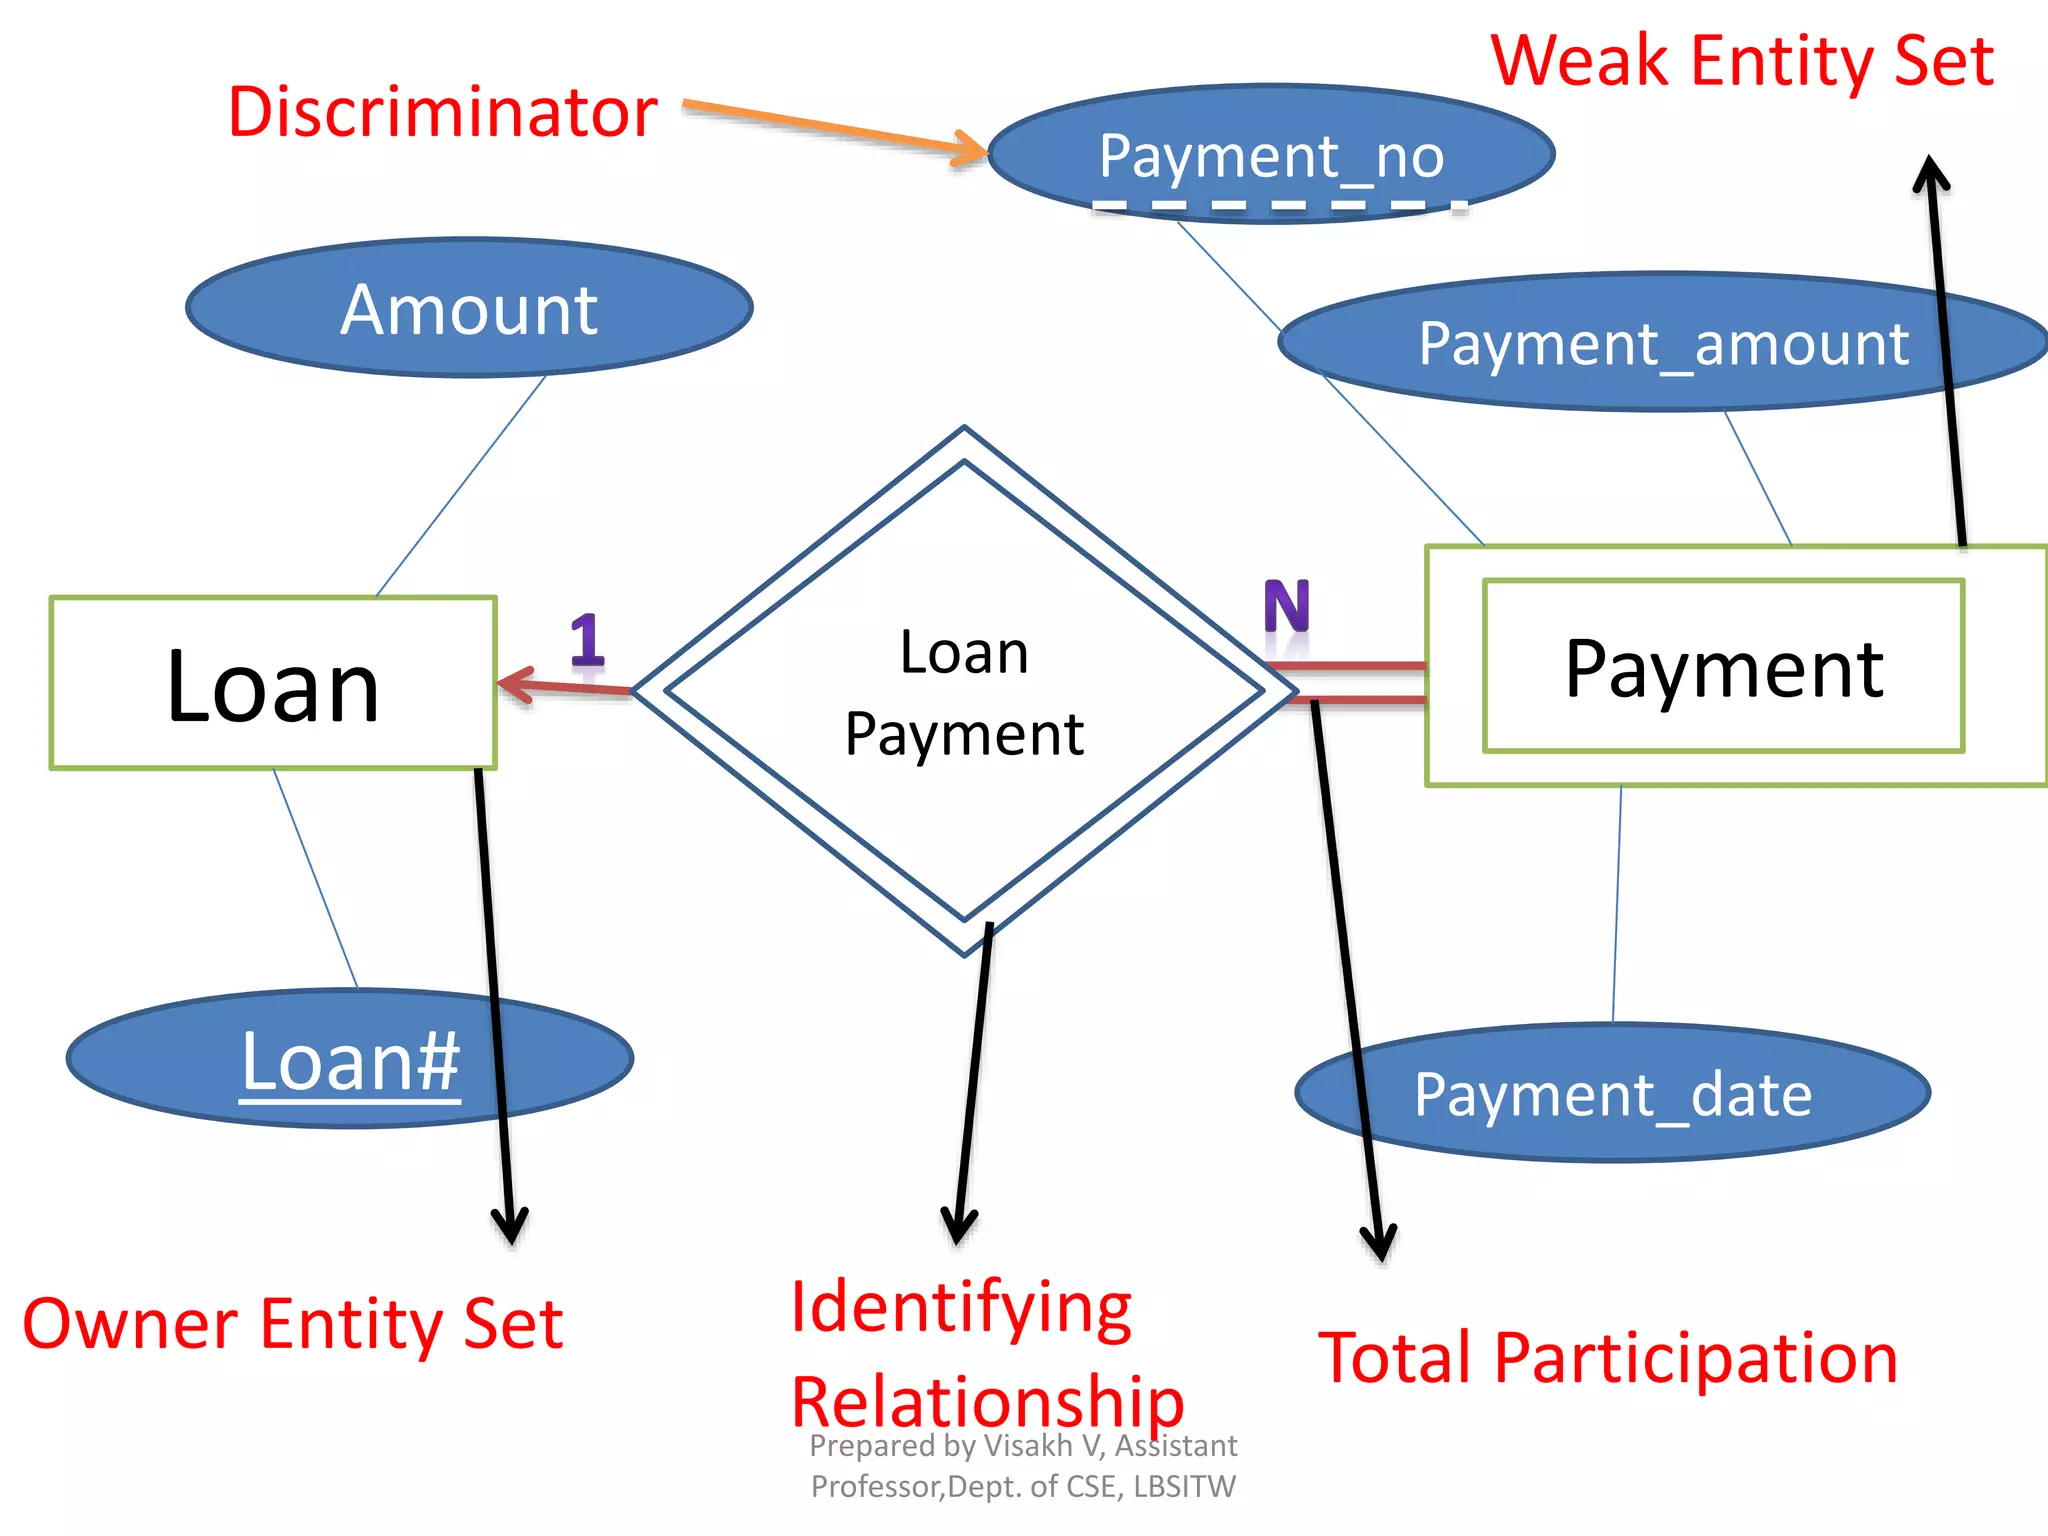 Weak Entity Set
Discriminator
Payment_no
Amount
Payment_amount
1
N
Loan
Loan
Payment
Payment
Loan#
Payment_date
Owner Entity Set
Identifying
Relationship
Total Participation
Prepared by Visakh V, Assistant
Professor,Dept. of CSE, LBSITW